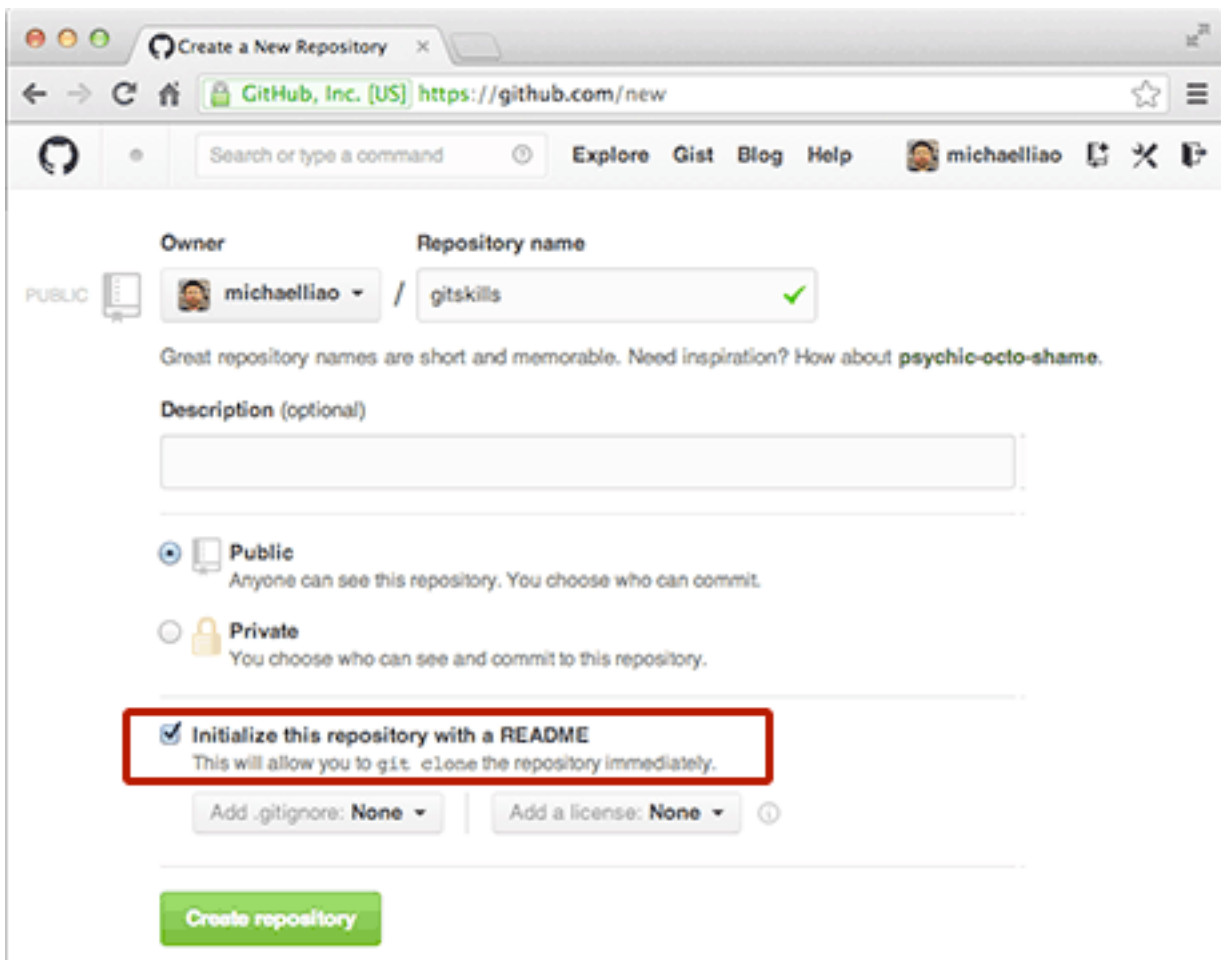 Create a New Repository
GitHub, Inc. [US] https://github.com/new
Search or type a command Explore Gist Blog Help michaelliao
Owner Repository name
PUBLIC michaelliao / gitskills
Great repository names are short and memorable. Need inspiration? How about psychic-octo-shame.
Description (optional)
Public
Anyone can see this repository. You choose who can commit.
Private
You choose who can see and commit to this repository.
Initialize this repository with a README
This will allow you to git clone the repository immediately.
Add .gitignore: None Add a license: None
Create repository